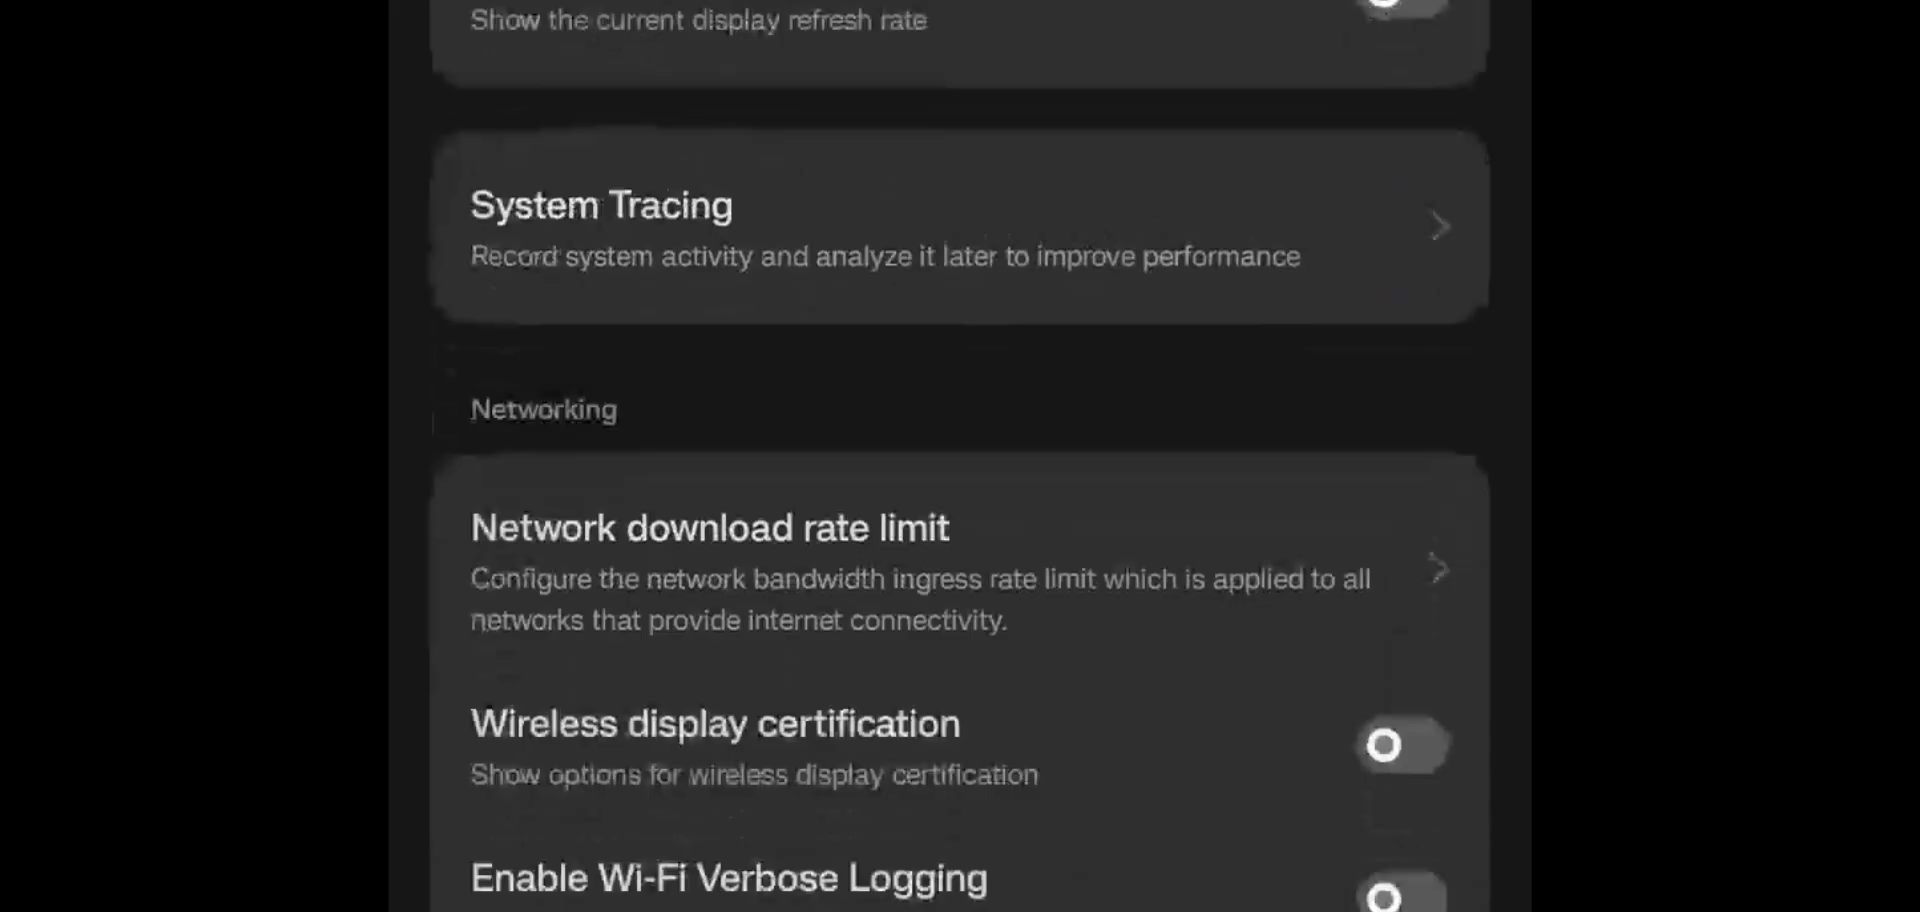 Show the current display refresh rate
System Tracing
Record system activity and analyze it later to improve performance
Networking
Network download rate limit
Configure the network bandwidth ingress rate limit which is applied to all
networks that provide internet connectivity.
Wireless display certification
Show options for wireless display certification
Enable Wi-Fi Verbose Logging